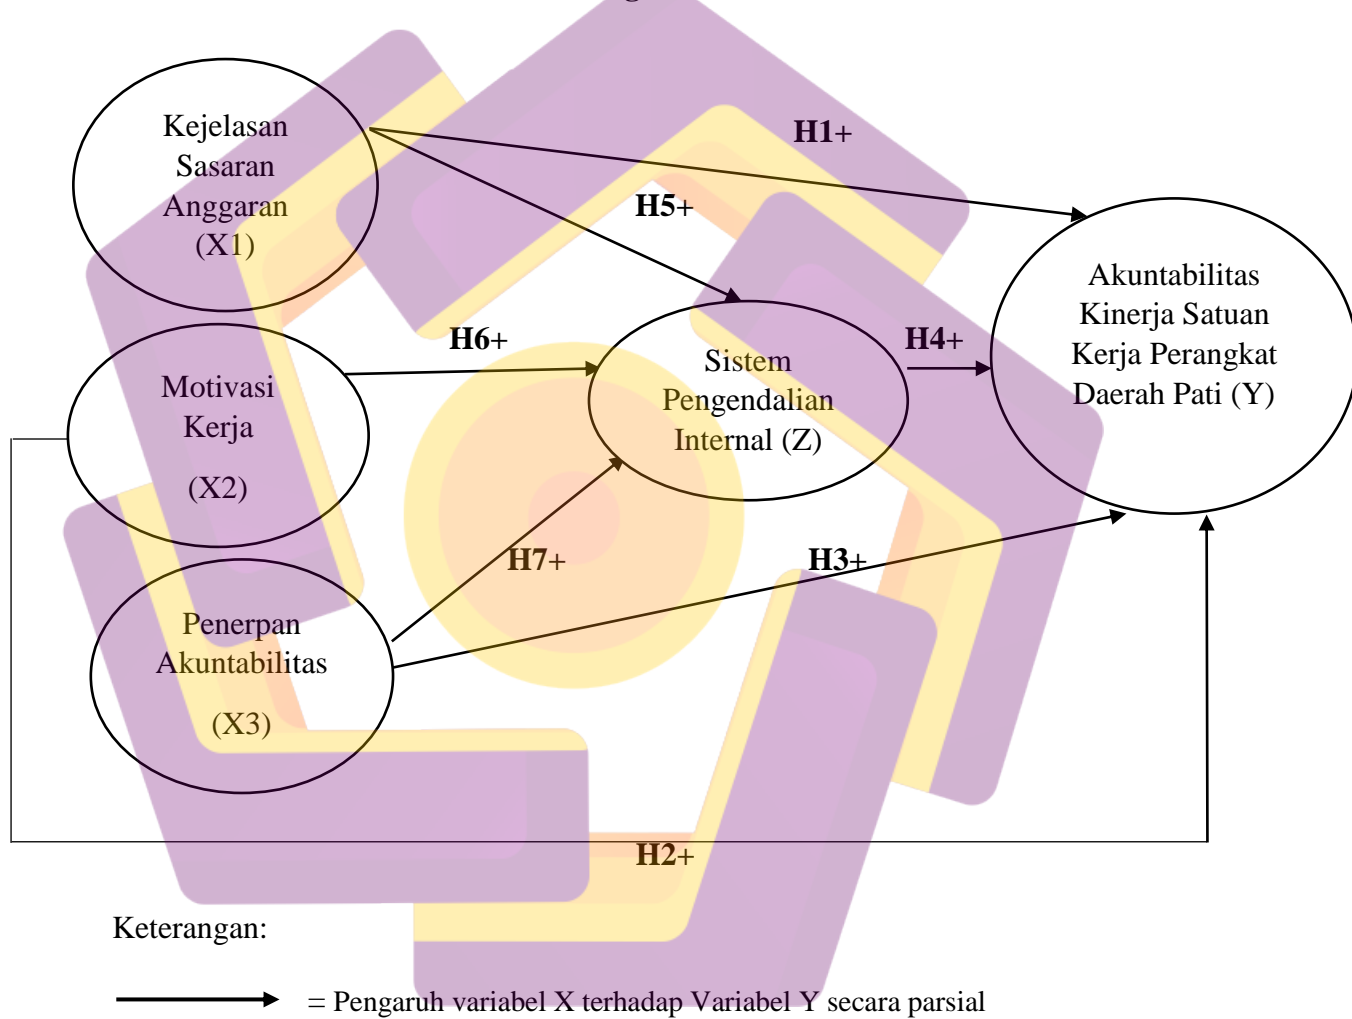 H1+
Kejelasan
Sasaran
Anggaran
(X1)
H5+
Akuntabilitas
Kinerja Satuan
Kerja Perangkat
Daerah Pati (Y)
H6+
H4+
Sistem
Pengendalian
Internal (Z)
Motivasi
Kerja
(X2)
H7+
H3+
Penerpan
Akuntabilitas
(X3)
H2+
Keterangan:
= Pengaruh variabel X terhadap Variabel Y secara parsial